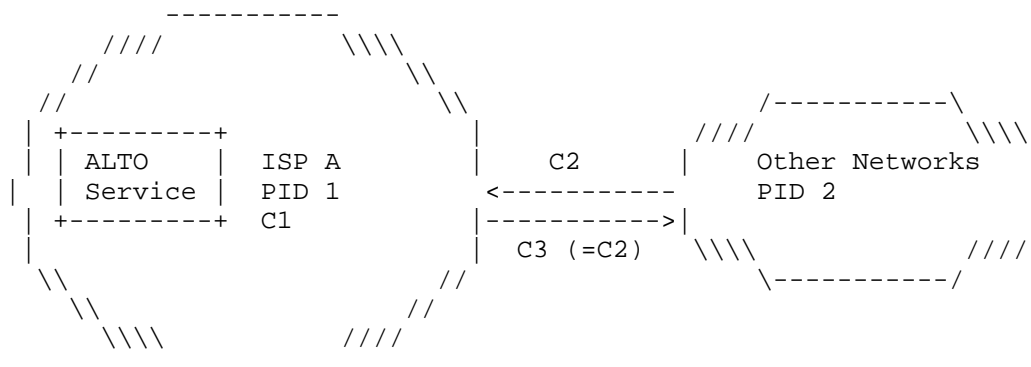 ALTO ISP A C2 Other Networks
Service PID 1 PID 2
C1
C3 (=C2)